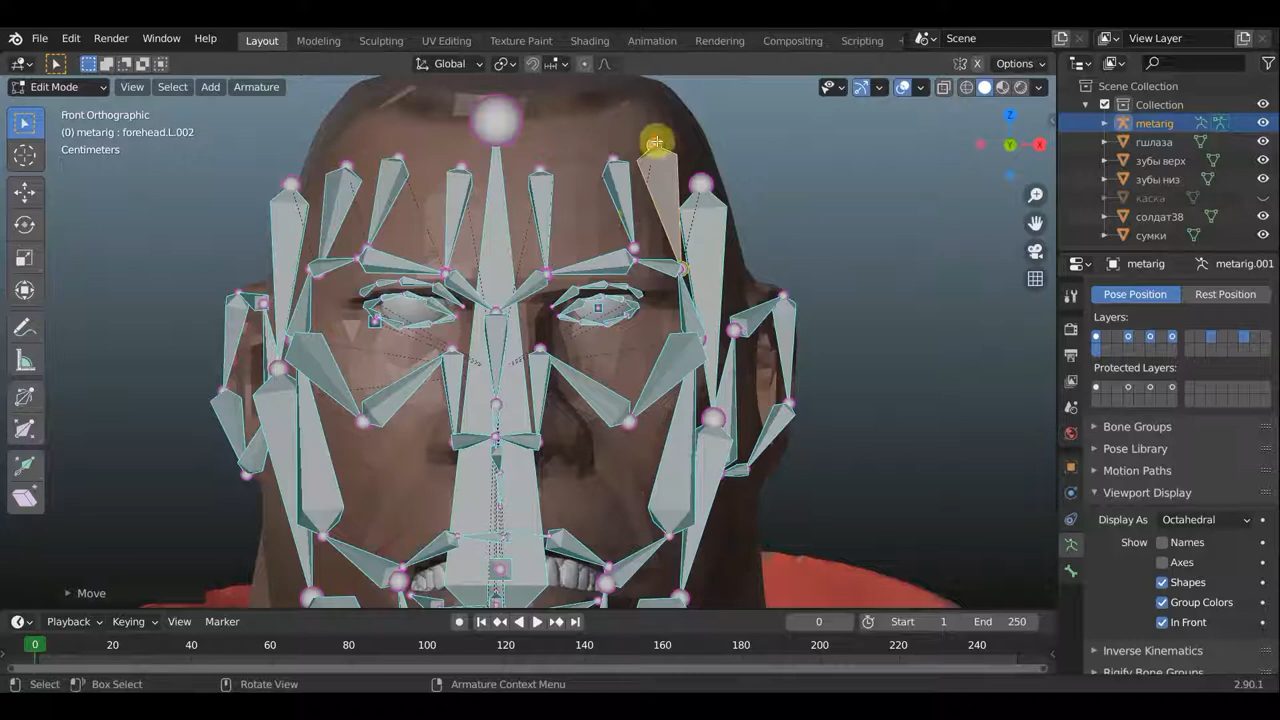 File Edit Render Window Help Layout Modeling Sculpting UV Editing Texture Paint Shading Animation Rendering Compositing Scripting Scene View Layer
Global Options
Edit Mode View Select Add Armature
Front Orthographic
(0) metarig : forehead.L.002
Centimeters
Z
Y
X
Move
Scene Collection
Collection
metarig
гшлаза
зубы верх
зубы низ
каска
солдат38
сумки
metarig metarig.001
Pose Position Rest Position
Layers:
Protected Layers:
Bone Groups
Pose Library
Motion Paths
Viewport Display
Display As Octahedral
Show Names
Axes
Shapes
Group Colors
In Front
Inverse Kinematics
Rigify Bone Groups
Playback Keying View Marker 0 Start 1 End 250
0 20 40 60 80 100 120 140 160 180 200 220 240
Select Box Select Rotate View Armature Context Menu 2.90.1